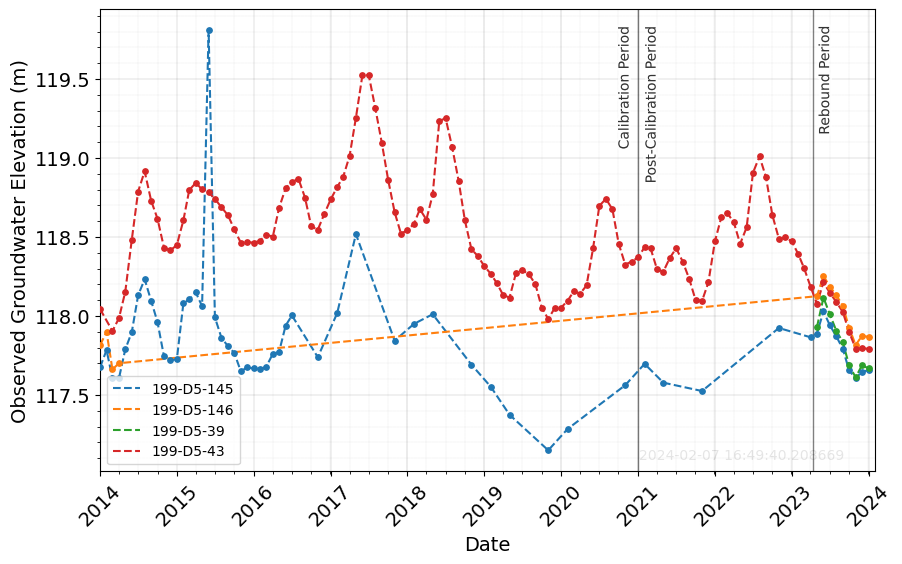 Observed Groundwater Elevation (m)
119.5
119.0
118.5
118.0
117.5
Calibration Period
Post-Calibration Period
Rebound Period
199-D5-145
199-D5-146
199-D5-39
199-D5-43
2024-02-07 16:49:40.208669
2014
2015
2016
2017
2018
2019
2020
2021
2022
2023
2024
Date